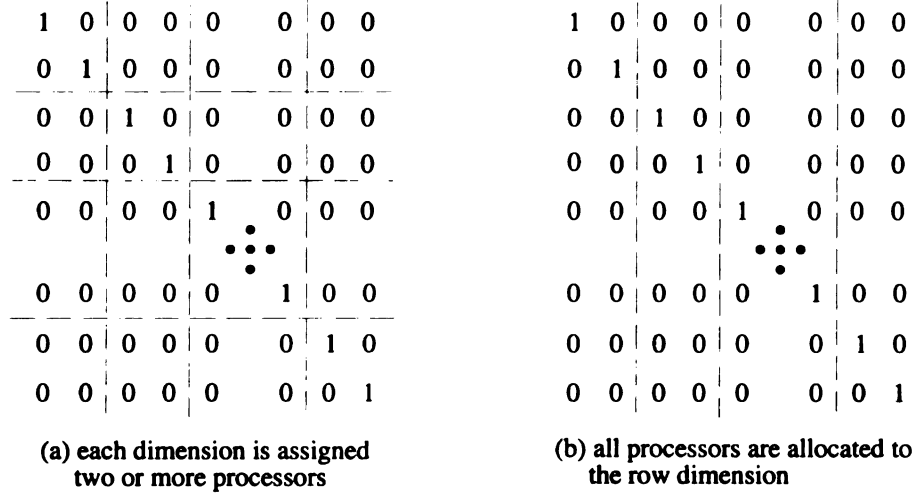 1 0 0 0 0 0 0 0
0 1 0 0 0 0 0 0
0 0 1 0 0 0 0 0
0 0 0 1 0 0 0 0
0 0 0 0 1 0 0 0
0 0 0 0 0 1 0 0
0 0 0 0 0 0 1 0
0 0 0 0 0 0 0 1
(a) each dimension is assigned
two or more processors
1 0 0 0 0 0 0 0
0 1 0 0 0 0 0 0
0 0 1 0 0 0 0 0
0 0 0 1 0 0 0 0
0 0 0 0 1 0 0 0
0 0 0 0 0 1 0 0
0 0 0 0 0 0 1 0
0 0 0 0 0 0 0 1
(b) all processors are allocated to
the row dimension